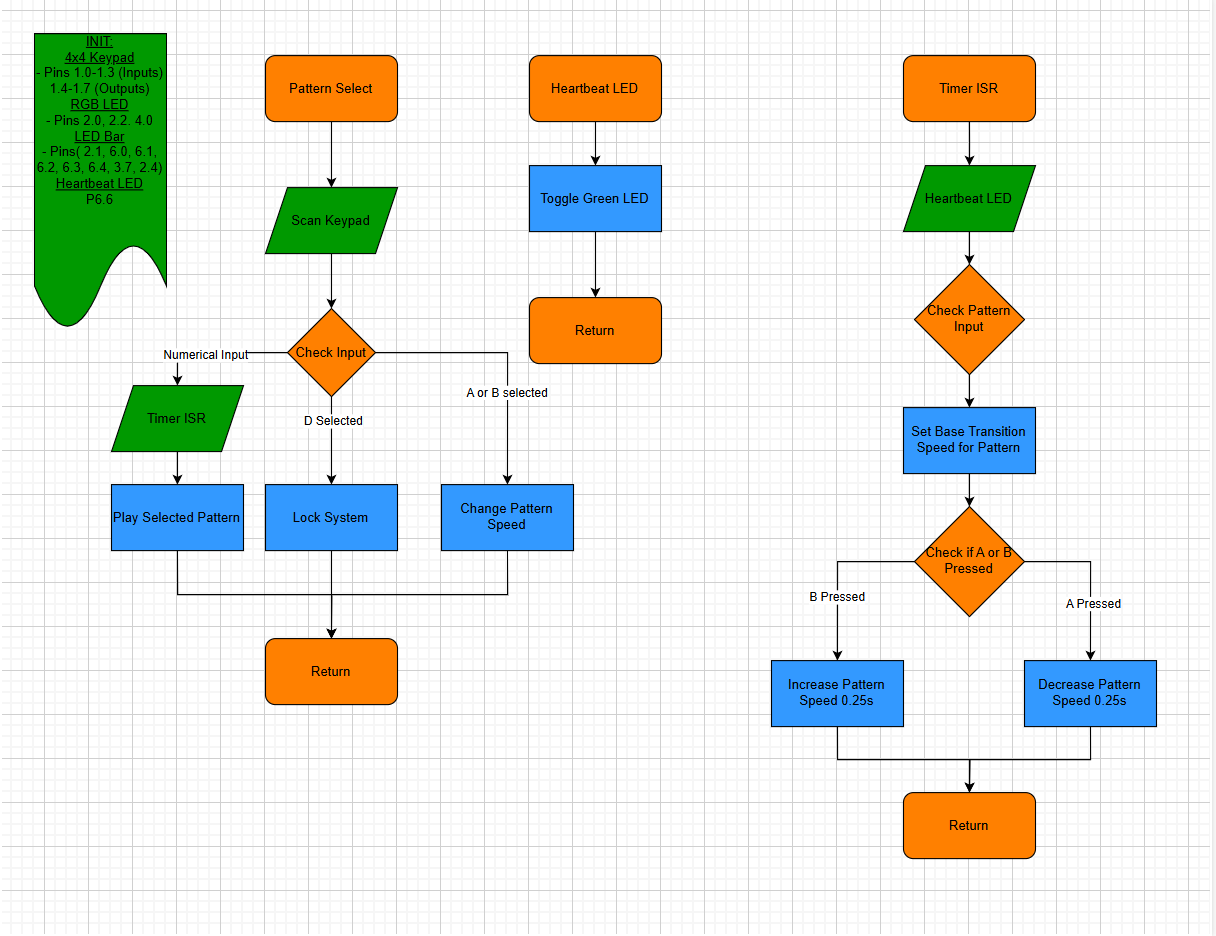 INIT:
4x4 Keypad
- Pins 1.0-1.3 (Inputs)
1.4-1.7 (Outputs)
RGB LED
- Pins 2.0, 2.2. 4.0
LED Bar
- Pins( 2.1, 6.0, 6.1,
6.2, 6.3, 6.4, 3.7, 2.4)
Heartbeat LED
P6.6
Pattern Select
Scan Keypad
Check Input
Numerical Input
D Selected
A or B selected
Timer ISR
Play Selected Pattern
Lock System
Change Pattern
Speed
Return
Heartbeat LED
Toggle Green LED
Return
Timer ISR
Heartbeat LED
Check Pattern
Input
Set Base Transition
Speed for Pattern
Check if A or B
Pressed
B Pressed
A Pressed
Increase Pattern
Speed 0.25s
Decrease Pattern
Speed 0.25s
Return